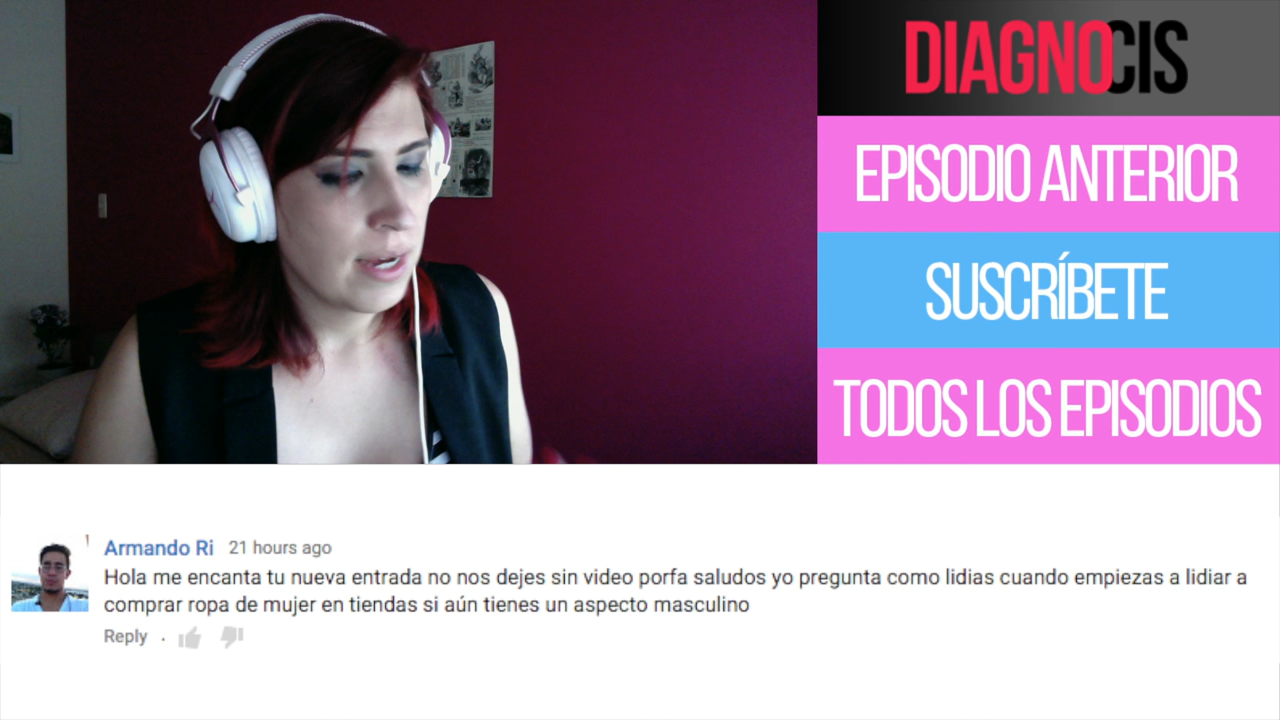 DIAGNOCIS
EPISODIO ANTERIOR
SUSCRÍBETE
TODOS LOS EPISODIOS
Armando Ri 21 hours ago
Hola me encanta tu nueva entrada no nos dejes sin video porfa saludos yo pregunta como lidias cuando empiezas a lidiar a
comprar ropa de mujer en tiendas si aún tienes un aspecto masculino
Reply .